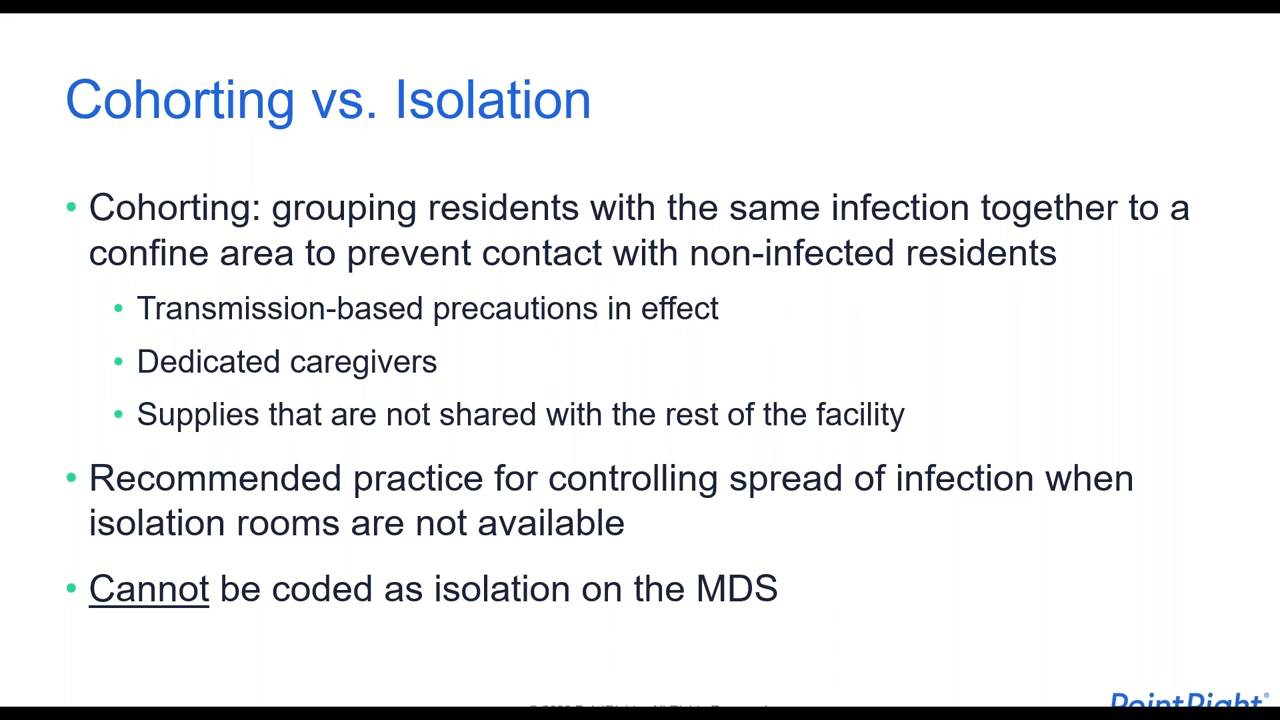 Cohorting vs. Isolation
• Cohorting: grouping residents with the same infection together to a
confine area to prevent contact with non-infected residents
• Transmission-based precautions in effect
• Dedicated caregivers
• Supplies that are not shared with the rest of the facility
• Recommended practice for controlling spread of infection when
isolation rooms are not available
• Cannot be coded as isolation on the MDS
PointRight®